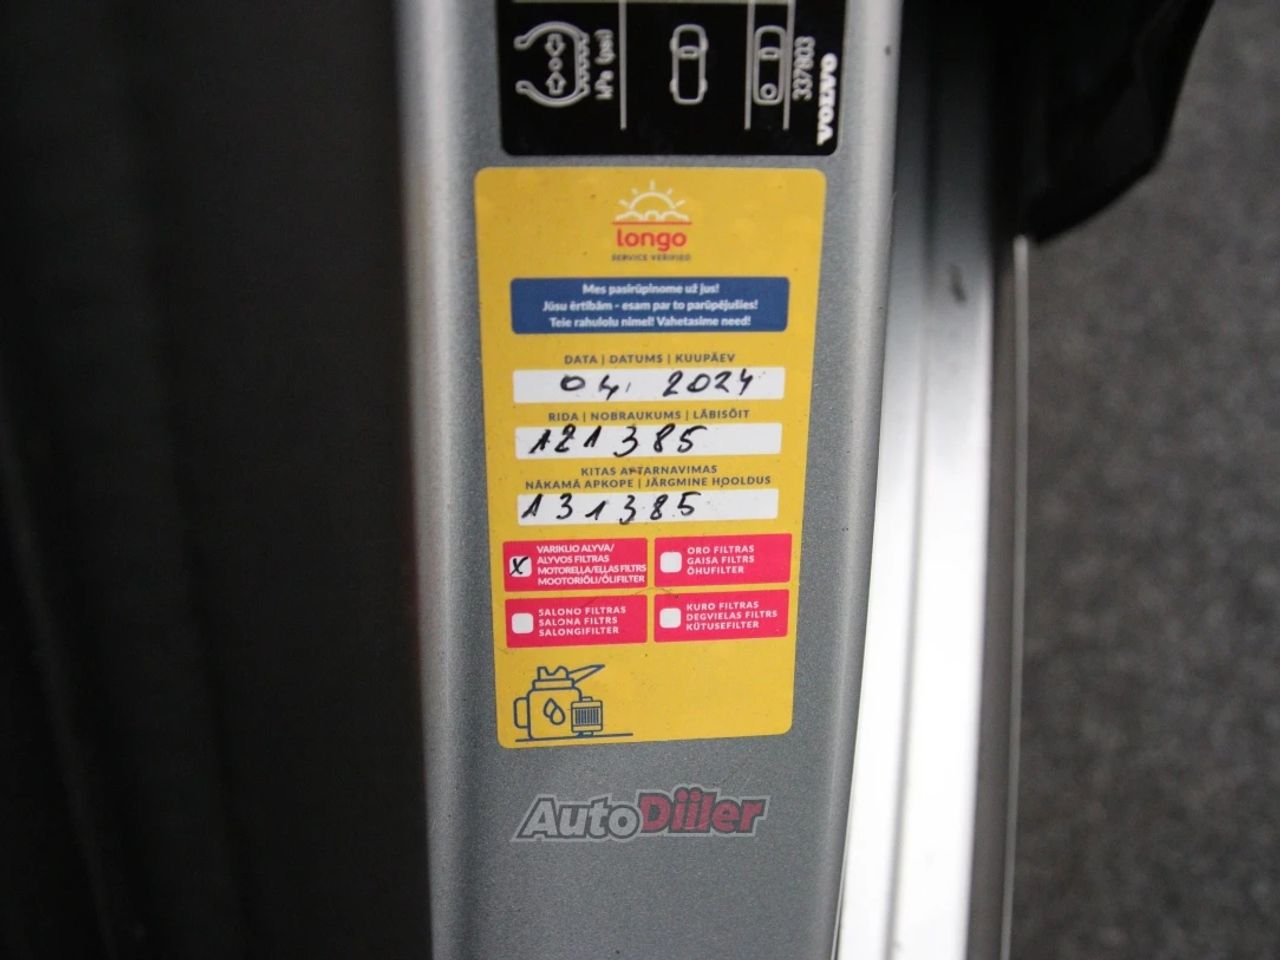 kPa (psi)
337803
VOLVO
longo
SERVICE VERIFIED
Mes pasirūpinome už jus!
Jūsu ērtībām - esam par to parūpējušies!
Teie rahulolu nimel! Vahetasime need!
DATA | DATUMS | KUUPÄEV
04. 2024
RIDA | NOBRAUKUMS | LÄBISÕIT
121385
KITAS APTARNAVIMAS
NĀKAMĀ APKOPE | JÄRGMINE HOOLDUS
131385
X
VARIKLIO ALYVA/
ALYVOS FILTRAS
MOTOREĻĻA/EĻĻAS FILTRS
MOOTORIÕLI/ÕLIFILTER
ORO FILTRAS
GAISA FILTRS
ÕHUFILTER
SALONO FILTRAS
SALONA FILTRS
SALONGIFILTER
KURO FILTRAS
DEGVIELAS FILTRS
KÜTUSEFILTER
AutoDiiler